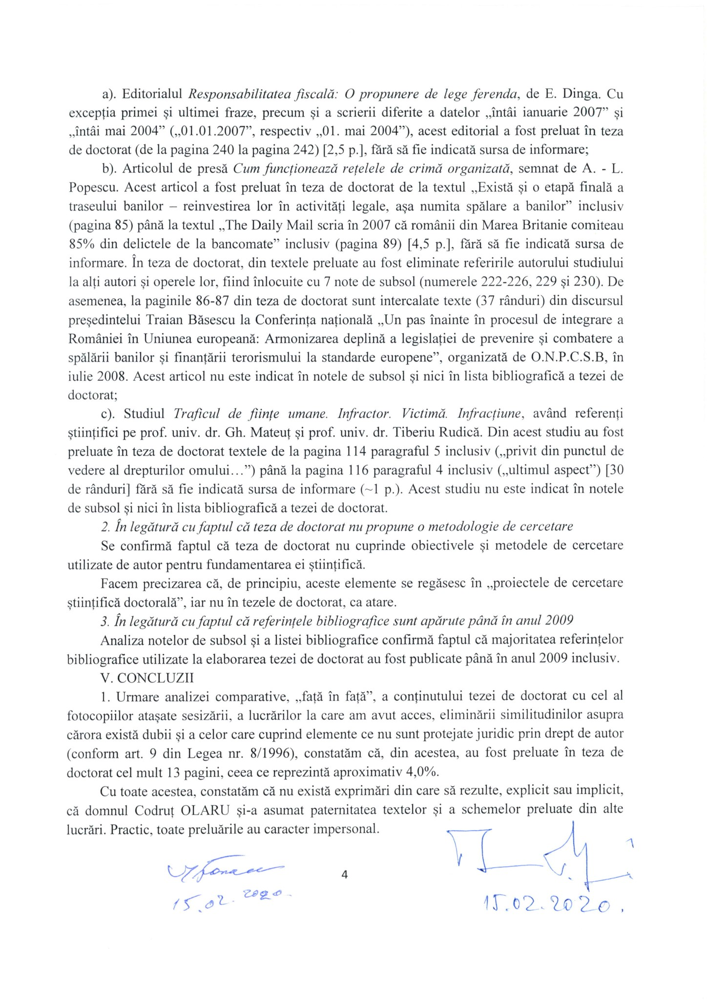 a). Editorialul Responsabilitatea fiscală: O propunere de lege ferenda, de E. Dinga. Cu
excepția primei și ultimei fraze, precum și a scrierii diferite a datelor „întâi ianuarie 2007” și
„întâi mai 2004” („01.01.2007”, respectiv „01. mai 2004”), acest editorial a fost preluat în teza
de doctorat (de la pagina 240 la pagina 242) [2,5 p.], fără să fie indicată sursa de informare;
b). Articolul de presă Cum funcționează rețelele de crimă organizată, semnat de A. - L.
Popescu. Acest articol a fost preluat în teza de doctorat de la textul „Există și o etapă finală a
traseului banilor – reinvestirea lor în activități legale, așa numita spălare a banilor” inclusiv
(pagina 85) până la textul „The Daily Mail scria în 2007 că românii din Marea Britanie comiteau
85% din delictele de la bancomate” inclusiv (pagina 89) [4,5 p.], fără să fie indicată sursa de
informare. În teza de doctorat, din textele preluate au fost eliminate referirile autorului studiului
la alți autori și operele lor, fiind înlocuite cu 7 note de subsol (numerele 222-226, 229 și 230). De
asemenea, la paginile 86-87 din teza de doctorat sunt intercalate texte (37 rânduri) din discursul
președintelui Traian Băsescu la Conferința națională „Un pas înainte în procesul de integrare a
României în Uniunea europeană: Armonizarea deplină a legislației de prevenire și combatere a
spălării banilor și finanțării terorismului la standarde europene”, organizată de O.N.P.C.S.B, în
iulie 2008. Acest articol nu este indicat în notele de subsol și nici în lista bibliografică a tezei de
doctorat;
c). Studiul Traficul de ființe umane. Infractor. Victimă. Infracțiune, având referenți
științifici pe prof. univ. dr. Gh. Mateuț și prof. univ. dr. Tiberiu Rudică. Din acest studiu au fost
preluate în teza de doctorat textele de la pagina 114 paragraful 5 inclusiv („privit din punctul de
vedere al drepturilor omului…”) până la pagina 116 paragraful 4 inclusiv („ultimul aspect”) [30
de rânduri] fără să fie indicată sursa de informare (~1 p.). Acest studiu nu este indicat în notele
de subsol și nici în lista bibliografică a tezei de doctorat.
2. În legătură cu faptul că teza de doctorat nu propune o metodologie de cercetare
Se confirmă faptul că teza de doctorat nu cuprinde obiectivele și metodele de cercetare
utilizate de autor pentru fundamentarea ei științifică.
Facem precizarea că, de principiu, aceste elemente se regăsesc în „proiectele de cercetare
științifică doctorală”, iar nu în tezele de doctorat, ca atare.
3. În legătură cu faptul că referințele bibliografice sunt apărute până în anul 2009
Analiza notelor de subsol și a listei bibliografice confirmă faptul că majoritatea referințelor
bibliografice utilizate la elaborarea tezei de doctorat au fost publicate până în anul 2009 inclusiv.
V. CONCLUZII
1. Urmare analizei comparative, „față în față”, a conținutului tezei de doctorat cu cel al
fotocopiilor atașate sesizării, a lucrărilor la care am avut acces, eliminării similitudinilor asupra
cărora există dubii și a celor care cuprind elemente ce nu sunt protejate juridic prin drept de autor
(conform art. 9 din Legea nr. 8/1996), constatăm că, din acestea, au fost preluate în teza de
doctorat cel mult 13 pagini, ceea ce reprezintă aproximativ 4,0%.
Cu toate acestea, constatăm că nu există exprimări din care să rezulte, explicit sau implicit,
că domnul Codruț OLARU și-a asumat paternitatea textelor și a schemelor preluate din alte
lucrări. Practic, toate preluările au caracter impersonal.
4
15.02.2020
15.02.2020.